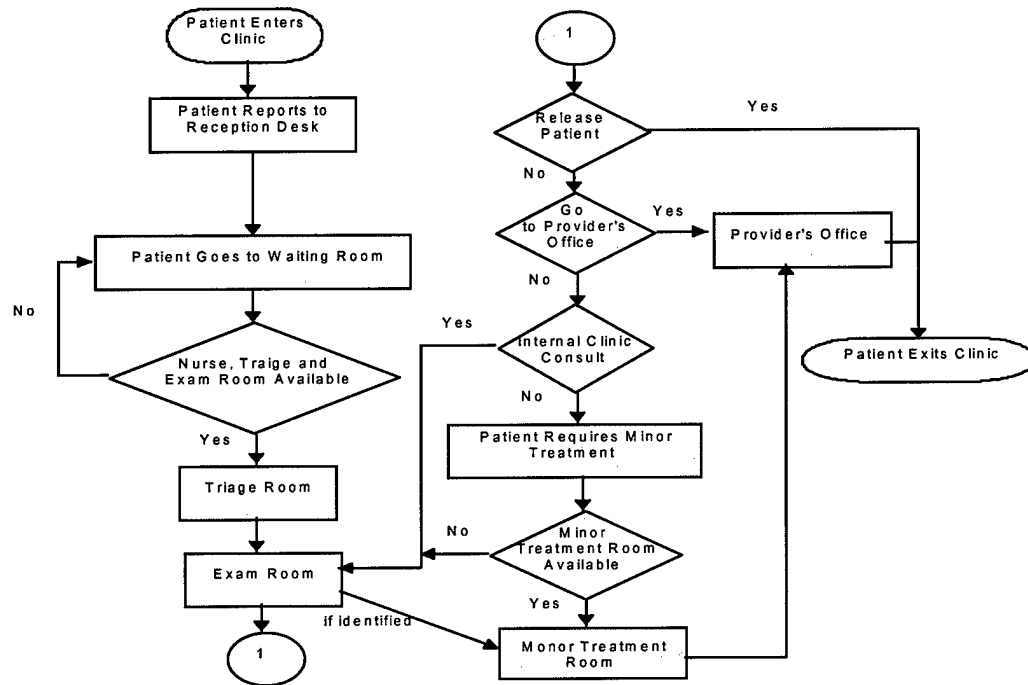 Patient Enters
Clinic
Patient Reports to
Reception Desk
Patient Goes to Waiting Room
No
Nurse, Traige and
Exam Room Available
Yes
Triage Room
Exam Room
if identified
1
1
Release
Patient
Yes
No
Go
to Provider's
Office
Yes
Provider's Office
No
Internal Clinic
Consult
Yes
Patient Exits Clinic
No
Patient Requires Minor
Treatment
Minor
Treatment Room
Available
No
Yes
Monor Treatment
Room